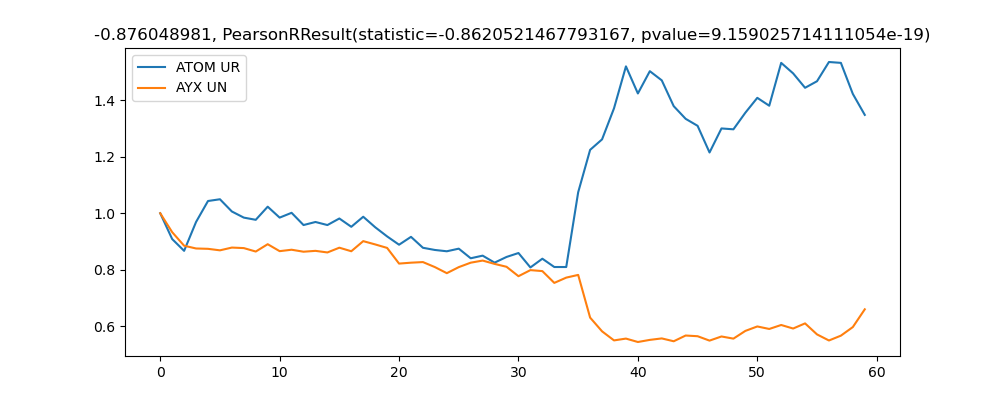 -0.876048981, PearsonRResult(statistic=-0.8620521467793167, pvalue=9.159025714111054e-19)
ATOM UR
AYX UN
1.4
1.2
1.0
0.8
0.6
0 10 20 30 40 50 60